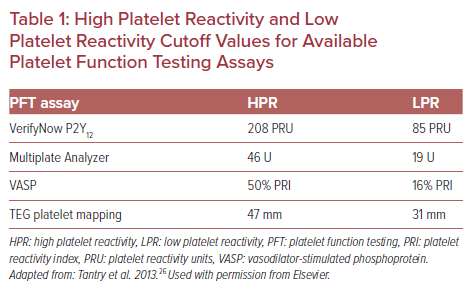 Table 1: High Platelet Reactivity and Low
Platelet Reactivity Cutoff Values for Available
Platelet Function Testing Assays
PFT assay HPR LPR
VerifyNow P2Y12 208 PRU 85 PRU
Multiplate Analyzer 46 U 19 U
VASP 50% PRI 16% PRI
TEG platelet mapping 47 mm 31 mm
HPR: high platelet reactivity, LPR: low platelet reactivity, PFT: platelet function testing, PRI: platelet
reactivity index, PRU: platelet reactivity units, VASP: vasodilator-stimulated phosphoprotein.
Adapted from: Tantry et al. 2013.26 Used with permission from Elsevier.